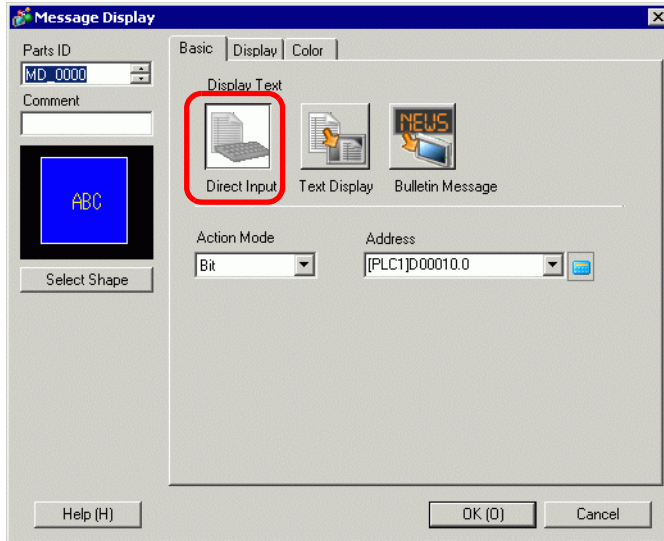 Message Display
Parts ID
MD_0000
Comment
ABC
Select Shape
Basic Display Color
Display Text
NEWS
Direct Input Text Display Bulletin Message
Action Mode Address
Bit [PLC1]D00010.0
Help (H) OK (O) Cancel